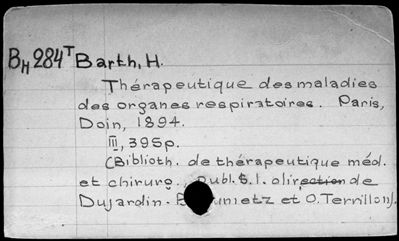 BH 284T Barth, H.
Thérapeutique des maladies
des organes respiratoires. Paris,
Doin, 1894.
III, 395p.
(Biblioth. de thérapeutique méd.
et chirurg. publ. s. l. direction de
Dujardin-B umetz et O. Terrillon).